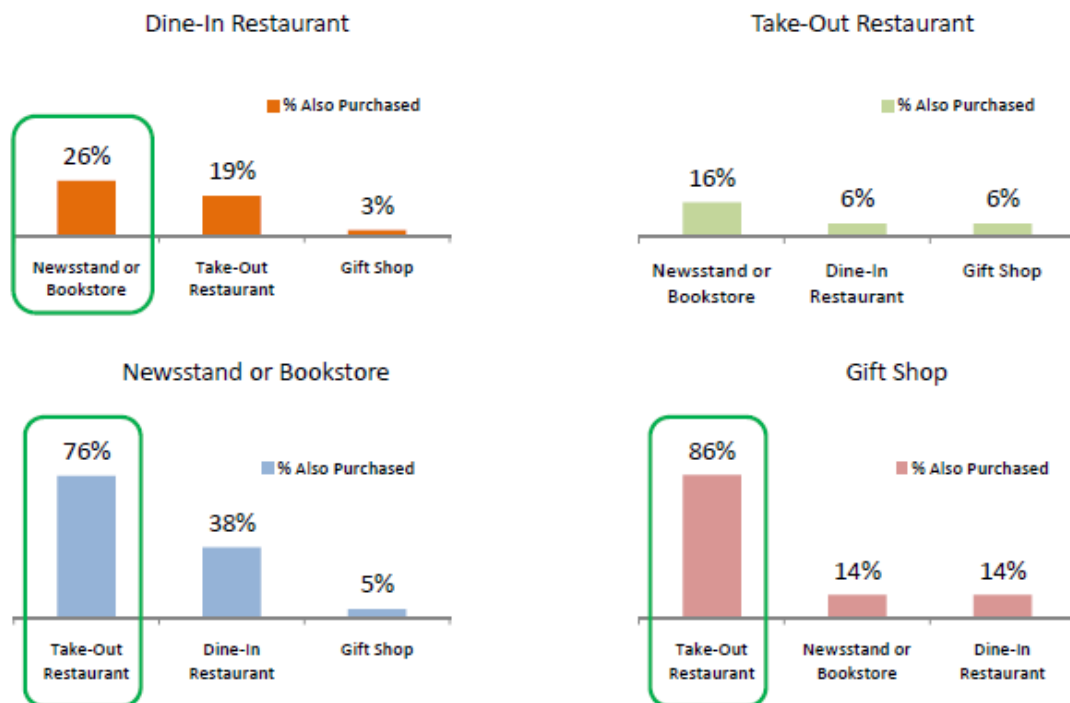 Dine-In Restaurant
% Also Purchased
26%
19%
3%
Newsstand or
Bookstore
Take-Out
Restaurant
Gift Shop
Take-Out Restaurant
% Also Purchased
16%
6%
6%
Newsstand or
Bookstore
Dine-In
Restaurant
Gift Shop
Newsstand or Bookstore
% Also Purchased
76%
38%
5%
Take-Out
Restaurant
Dine-In
Restaurant
Gift Shop
Gift Shop
% Also Purchased
86%
14%
14%
Take-Out
Restaurant
Newsstand or
Bookstore
Dine-In
Restaurant